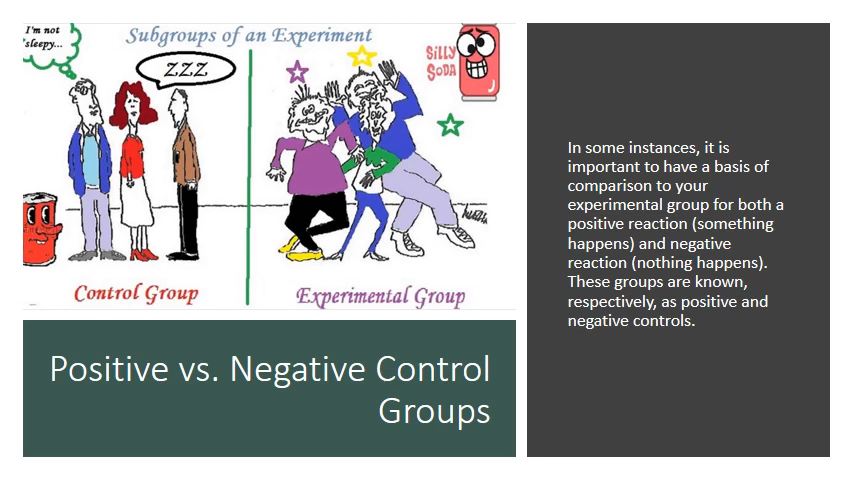 I'm not
sleepy...
Subgroups of an Experiment
ZZZ
SILLY
SODA
Control Group
Experimental Group
Positive vs. Negative Control
Groups
In some instances, it is
important to have a basis of
comparison to your
experimental group for both a
positive reaction (something
happens) and negative
reaction (nothing happens).
These groups are known,
respectively, as positive and
negative controls.